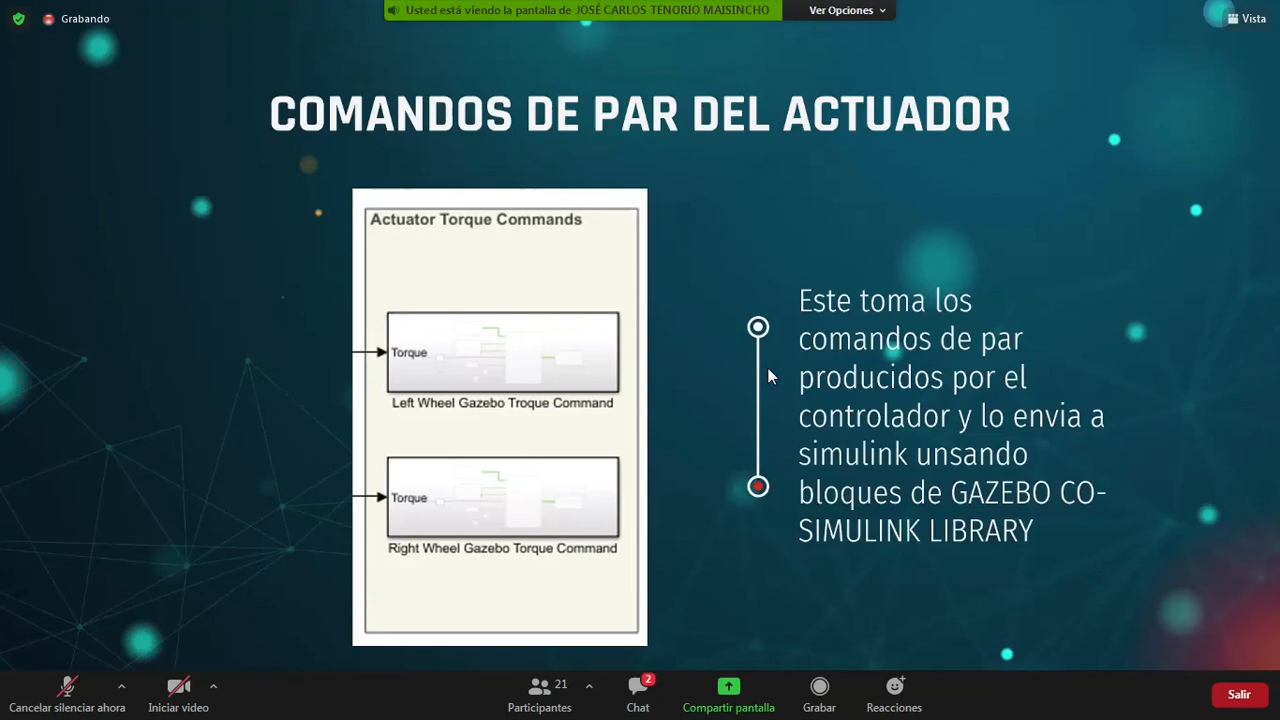 Grabando
Usted está viendo la pantalla de JOSÉ CARLOS TENORIO MAISINCHO
Ver Opciones
Vista
COMANDOS DE PAR DEL ACTUADOR
Actuator Torque Commands
Torque
Left Wheel Gazebo Troque Command
Torque
Right Wheel Gazebo Torque Command
Este toma los
comandos de par
producidos por el
controlador y lo envia a
simulink unsando
bloques de GAZEBO CO-
SIMULINK LIBRARY
Cancelar silenciar ahora
Iniciar video
21
Participantes
2
Chat
Compartir pantalla
Grabar
Reacciones
Salir